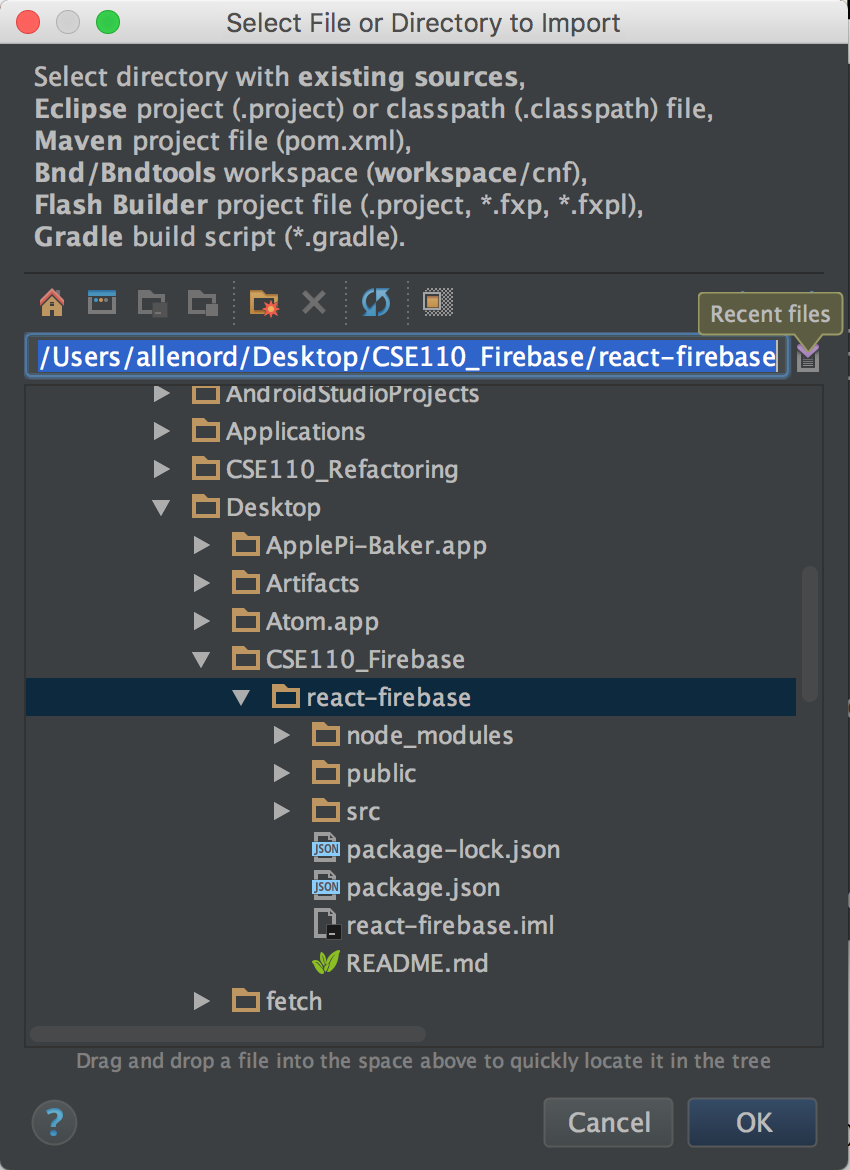 Select File or Directory to Import
Select directory with existing sources,
Eclipse project (.project) or classpath (.classpath) file,
Maven project file (pom.xml),
Bnd/Bndtools workspace (workspace/cnf),
Flash Builder project file (.project, *.fxp, *.fxpl),
Gradle build script (*.gradle).
Recent files
/Users/allenord/Desktop/CSE110_Firebase/react-firebase
AndroidStudioProjects
Applications
CSE110_Refactoring
Desktop
ApplePi-Baker.app
Artifacts
Atom.app
CSE110_Firebase
react-firebase
node_modules
public
src
JSON package-lock.json
JSON package.json
react-firebase.iml
README.md
fetch
Drag and drop a file into the space above to quickly locate it in the tree
? Cancel OK